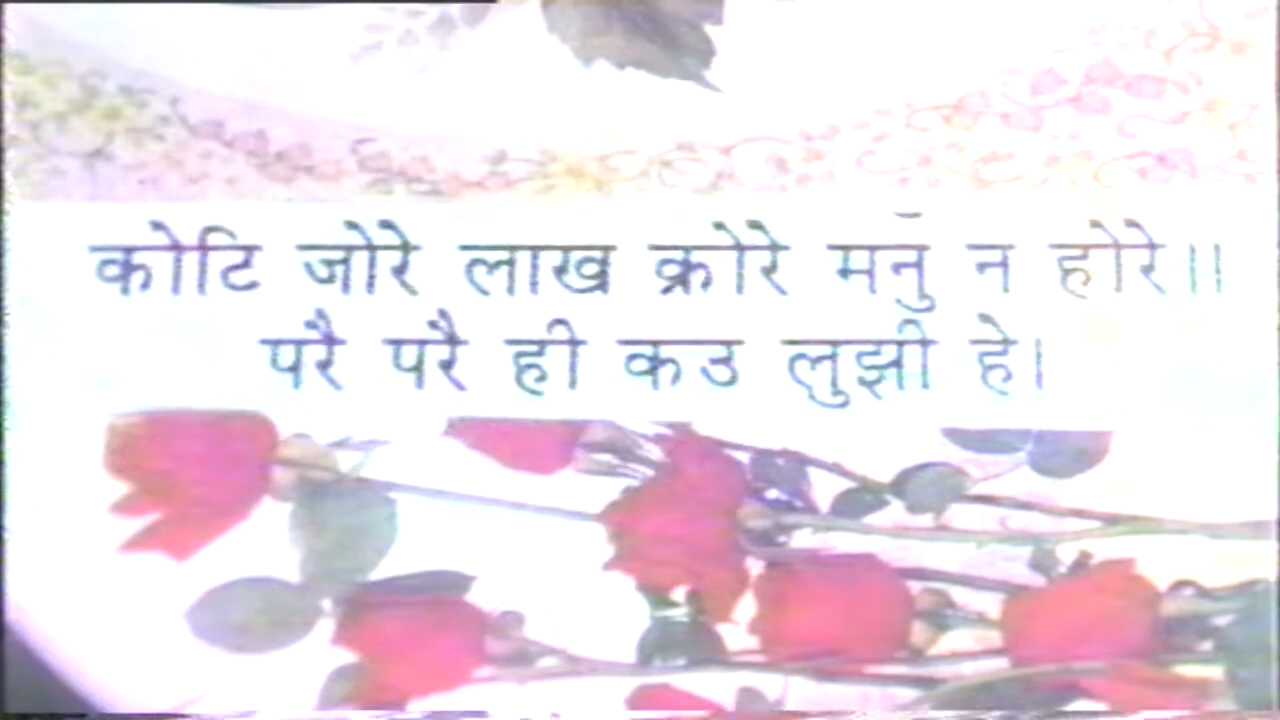 कोटि जोरे लाख क्रोरे मनु न होरे॥
परै परै ही कउ लुझी हे।